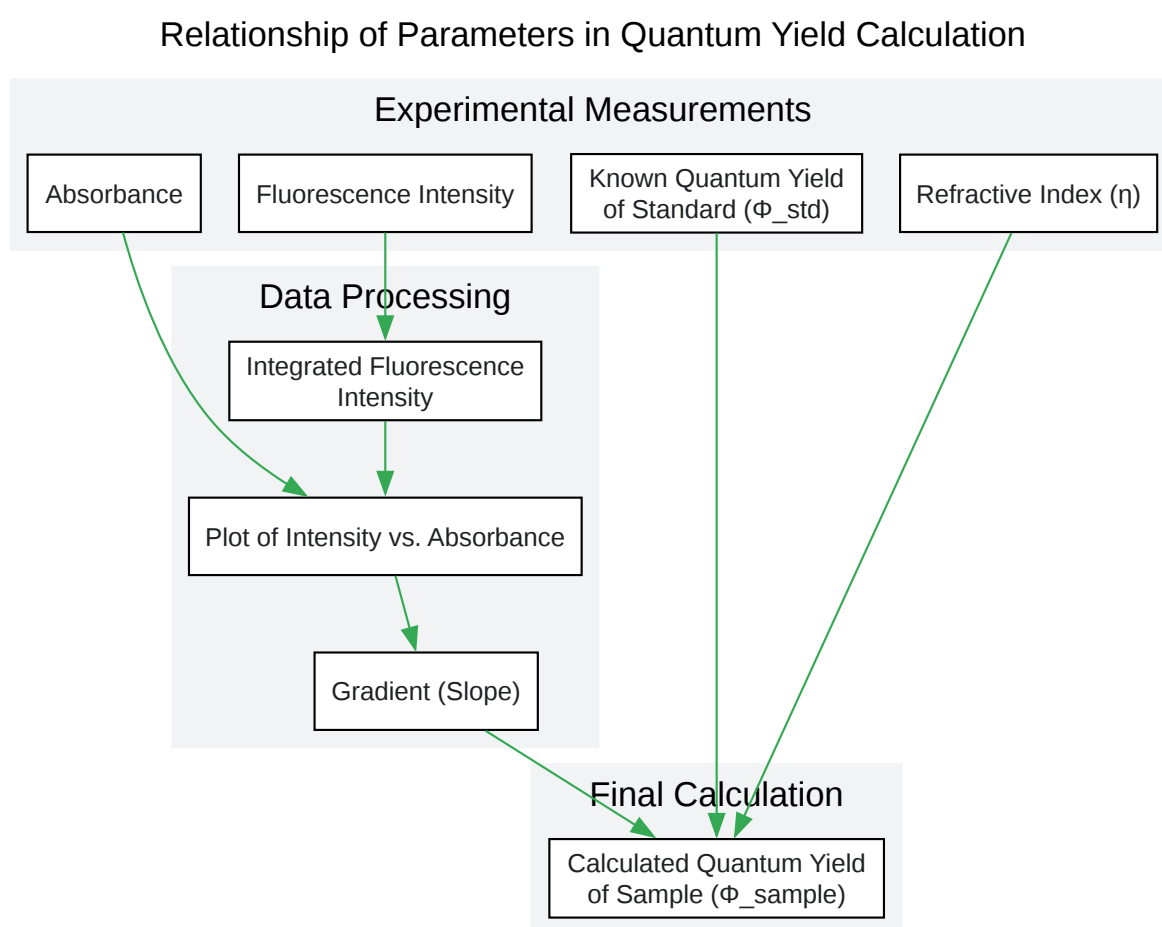 Relationship of Parameters in Quantum Yield Calculation
Experimental Measurements
Absorbance
Fluorescence Intensity
Known Quantum Yield
of Standard (Φ_std)
Refractive Index (η)
Data Processing
Integrated Fluorescence
Intensity
Plot of Intensity vs. Absorbance
Gradient (Slope)
Final Calculation
Calculated Quantum Yield
of Sample (Φ_sample)